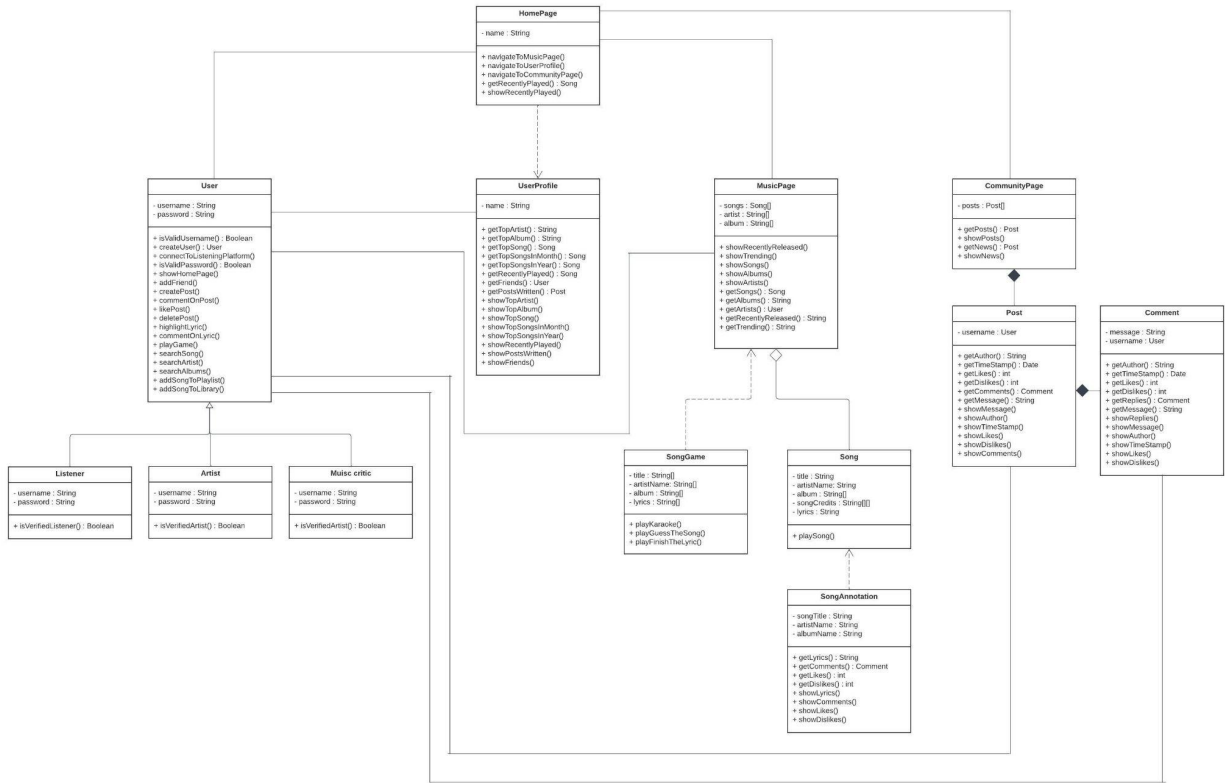 HomePage
- name : String
+ navigateToMusicPage()
+ navigateToUserProfile()
+ navigateToCommunityPage()
+ getRecentlyPlayed() : Song
+ showRecentlyPlayed()
User
- username : String
- password : String
+ isValidUsername() : Boolean
+ createUser() : User
+ connectToListeningPlatform()
+ isValidPassword() : Boolean
+ showHomePage()
+ addFriend()
+ createPost()
+ commentOnPost()
+ likePost()
+ deletePost()
+ highlightLyric()
+ commentOnLyric()
+ playGame()
+ searchSong()
+ searchArtist()
+ searchAlbums()
+ addSongToPlaylist()
+ addSongToLibrary()
UserProfile
- name : String
+ getTopArtist() : String
+ getTopAlbum() : String
+ getTopSong() : Song
+ getTopSongsInMonth() : Song
+ getTopSongsInYear() : Song
+ getRecentlyPlayed() : Song
+ getFriends() : User
+ getPostsWritten() : Post
+ showTopArtist()
+ showTopAlbum()
+ showTopSong()
+ showTopSongsInMonth()
+ showTopSongsInYear()
+ showRecentlyPlayed()
+ showPostsWritten()
+ showFriends()
MusicPage
- songs : Song[]
- artist : String[]
- album : String[]
+ showRecentlyReleased()
+ showTrending()
+ showSongs()
+ showAlbums()
+ showArtists()
+ getSongs() : Song
+ getAlbums() : String
+ getArtists() : User
+ getRecentlyReleased() : String
+ getTrending() : String
CommunityPage
- posts : Post[]
+ getPosts() : Post
+ showPosts()
+ getNews() : Post
+ showNews()
Post
- username : User
+ getAuthor() : String
+ getTimeStamp() : Date
+ getLikes() : int
+ getDislikes() : int
+ getComments() : Comment
+ getMessage() : String
+ showMessage()
+ showAuthor()
+ showTimeStamp()
+ showLikes()
+ showDislikes()
+ showComments()
Comment
- message : String
- username : User
+ getAuthor() : String
+ getTimeStamp() : Date
+ getLikes() : int
+ getDislikes() : int
+ getReplies() : Comment
+ getMessage() : String
+ showReplies()
+ showMessage()
+ showAuthor()
+ showTimeStamp()
+ showLikes()
+ showDislikes()
Listener
- username : String
- password : String
+ isVerifiedListener() : Boolean
Artist
- username : String
- password : String
+ isVerifiedArtist() : Boolean
Muisc critic
- username : String
- password : String
+ isVerifiedArtist() : Boolean
SongGame
- title : String[]
- artistName: String[]
- album : String[]
- lyrics : String[]
+ playKaraoke()
+ playGuessTheSong()
+ playFinishTheLyric()
Song
- title : String
- artistName: String
- album : String[]
- songCredits : String[][]
- lyrics : String
+ playSong()
SongAnnotation
- songTitle : String
- artistName : String
- albumName : String
+ getLyrics() : String
+ getComments() : Comment
+ getLikes() : int
+ getDislikes() : int
+ showLyrics()
+ showComments()
+ showLikes()
+ showDislikes()